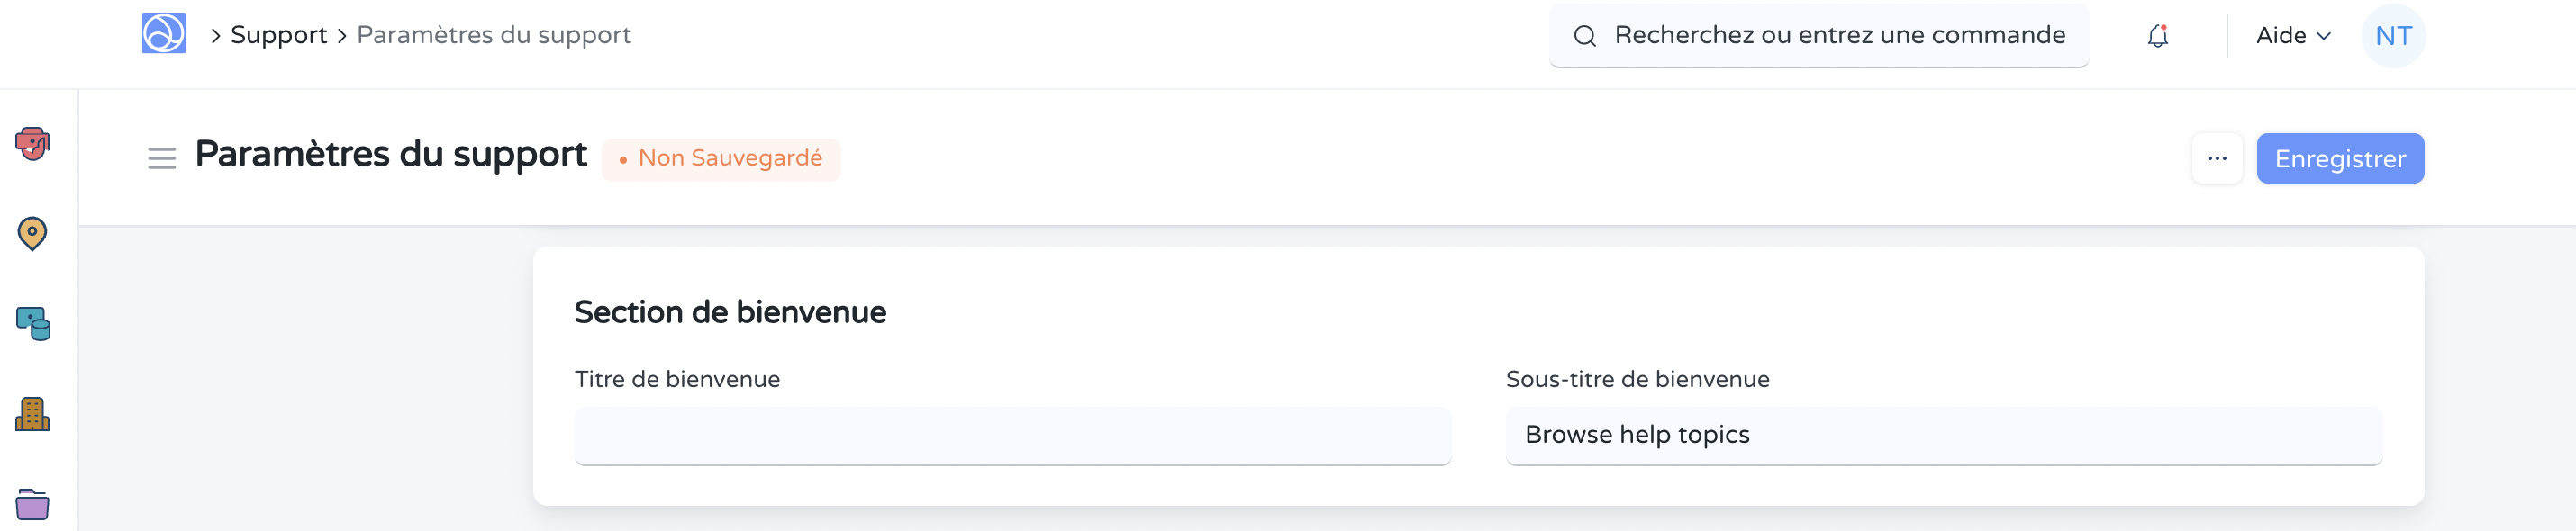 Support
Paramètres du support
Recherchez ou entrez une commande
Aide
NT
Paramètres du support
Non Sauvegardé
...
Enregistrer
Section de bienvenue
Titre de bienvenue
Sous-titre de bienvenue
Browse help topics